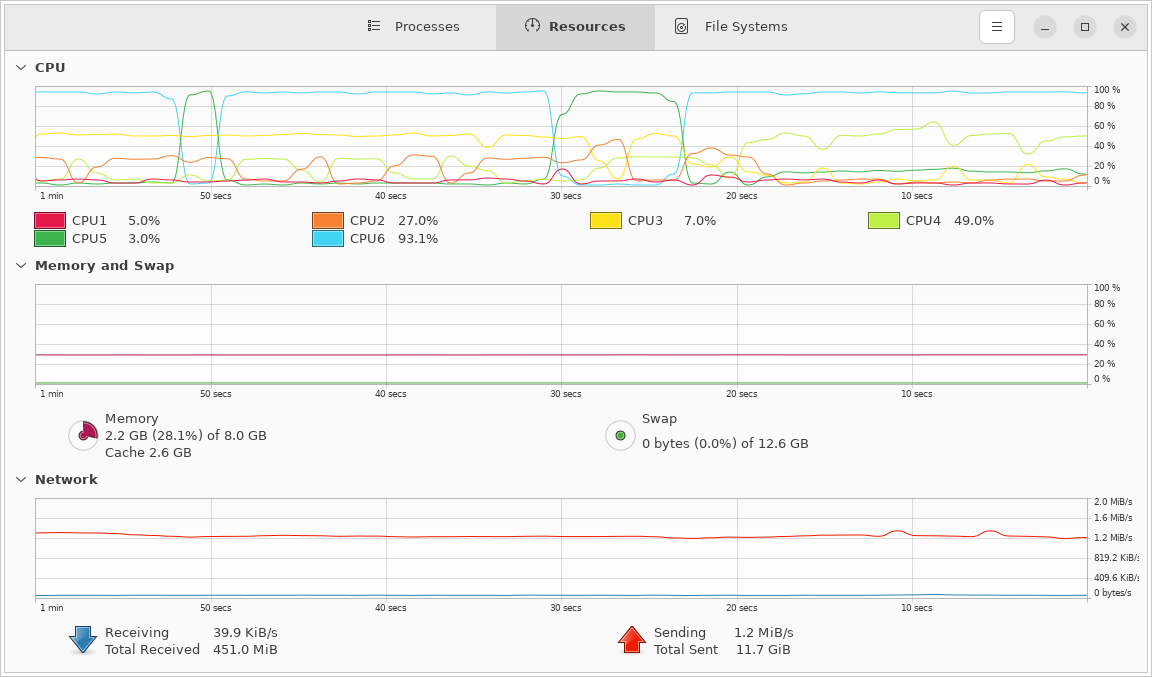 Processes Resources File Systems
CPU
100 %
80 %
60 %
40 %
20 %
0 %
1 min 50 secs 40 secs 30 secs 20 secs 10 secs
CPU1 5.0% CPU2 27.0% CPU3 7.0% CPU4 49.0%
CPU5 3.0% CPU6 93.1%
Memory and Swap
100 %
80 %
60 %
40 %
20 %
0 %
1 min 50 secs 40 secs 30 secs 20 secs 10 secs
Memory
2.2 GB (28.1%) of 8.0 GB
Cache 2.6 GB
Swap
0 bytes (0.0%) of 12.6 GB
Network
2.0 MiB/s
1.6 MiB/s
1.2 MiB/s
819.2 KiB/s
409.6 KiB/s
0 bytes/s
1 min 50 secs 40 secs 30 secs 20 secs 10 secs
Receiving 39.9 KiB/s
Total Received 451.0 MiB
Sending 1.2 MiB/s
Total Sent 11.7 GiB